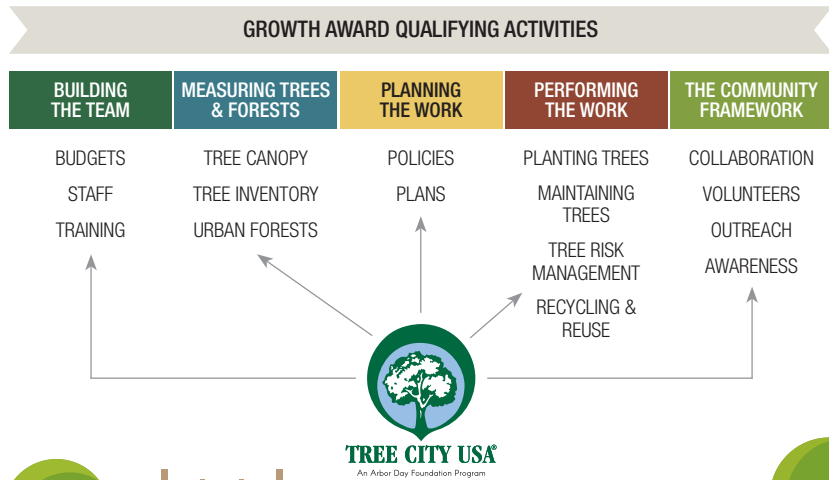 GROWTH AWARD QUALIFYING ACTIVITIES
BUILDING
THE TEAM
BUDGETS
STAFF
TRAINING
MEASURING TREES
& FORESTS
TREE CANOPY
TREE INVENTORY
URBAN FORESTS
PLANNING
THE WORK
POLICIES
PLANS
PERFORMING
THE WORK
PLANTING TREES
MAINTAINING
TREES
TREE RISK
MANAGEMENT
RECYCLING &
REUSE
THE COMMUNITY
FRAMEWORK
COLLABORATION
VOLUNTEERS
OUTREACH
AWARENESS
TREE CITY USA®
An Arbor Day Foundation Program